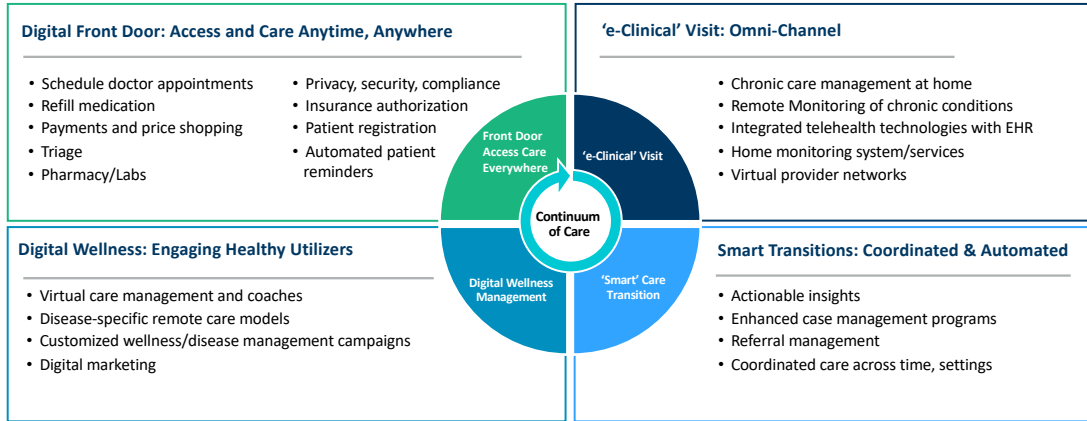 Digital Front Door: Access and Care Anytime, Anywhere
• Schedule doctor appointments
• Refill medication
• Payments and price shopping
• Triage
• Pharmacy/Labs
• Privacy, security, compliance
• Insurance authorization
• Patient registration
• Automated patient
reminders
‘e-Clinical’ Visit: Omni-Channel
• Chronic care management at home
• Remote Monitoring of chronic conditions
• Integrated telehealth technologies with EHR
• Home monitoring system/services
• Virtual provider networks
Front Door
Access Care
Everywhere
‘e-Clinical’ Visit
Continuum
of Care
Digital Wellness
Management
‘Smart’ Care
Transition
Digital Wellness: Engaging Healthy Utilizers
• Virtual care management and coaches
• Disease-specific remote care models
• Customized wellness/disease management campaigns
• Digital marketing
Smart Transitions: Coordinated & Automated
• Actionable insights
• Enhanced case management programs
• Referral management
• Coordinated care across time, settings